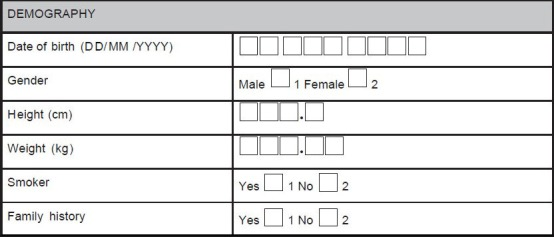 DEMOGRAPHY
Date of birth (DD/MM /YYYY)
Gender Male 1 Female 2
Height (cm) .
Weight (kg) .
Smoker Yes 1 No 2
Family history Yes 1 No 2